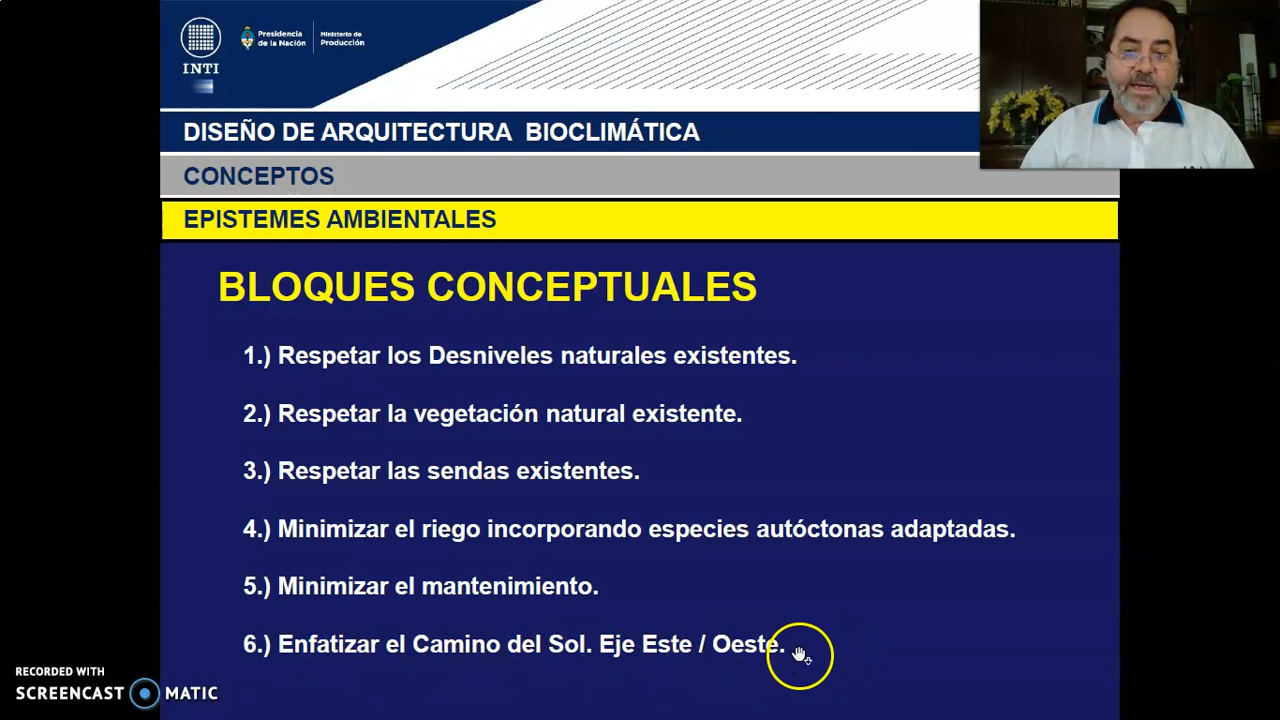 INTI
Presidencia
de la Nación
Ministerio de
Producción
DISEÑO DE ARQUITECTURA BIOCLIMÁTICA
CONCEPTOS
EPISTEMES AMBIENTALES
BLOQUES CONCEPTUALES
1.) Respetar los Desniveles naturales existentes.
2.) Respetar la vegetación natural existente.
3.) Respetar las sendas existentes.
4.) Minimizar el riego incorporando especies autóctonas adaptadas.
5.) Minimizar el mantenimiento.
6.) Enfatizar el Camino del Sol. Eje Este / Oeste.
RECORDED WITH
SCREENCAST MATIC